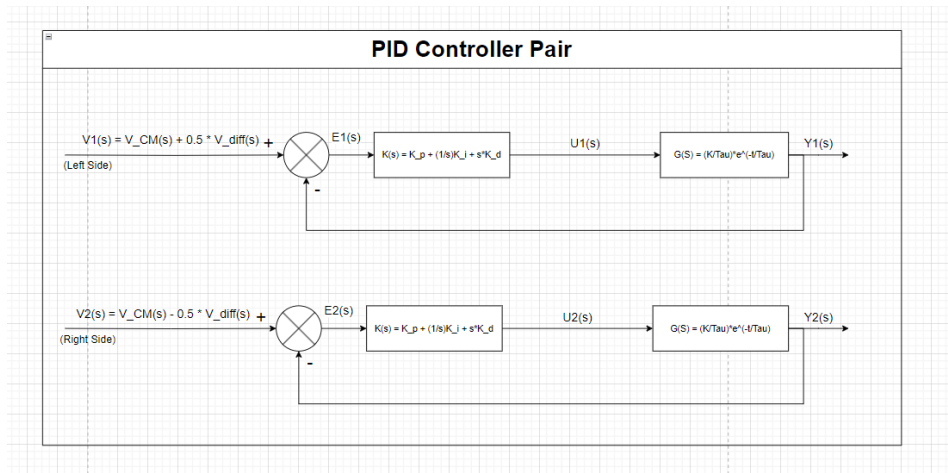 PID Controller Pair
V1(s) = V_CM(s) + 0.5 * V_diff(s) +
(Left Side)
-
E1(s)
K(s) = K_p + (1/s)K_i + s*K_d
U1(s)
G(S) = (K/Tau)*e^(-t/Tau)
Y1(s)
V2(s) = V_CM(s) - 0.5 * V_diff(s) +
(Right Side)
-
E2(s)
K(s) = K_p + (1/s)K_i + s*K_d
U2(s)
G(S) = (K/Tau)*e^(-t/Tau)
Y2(s)